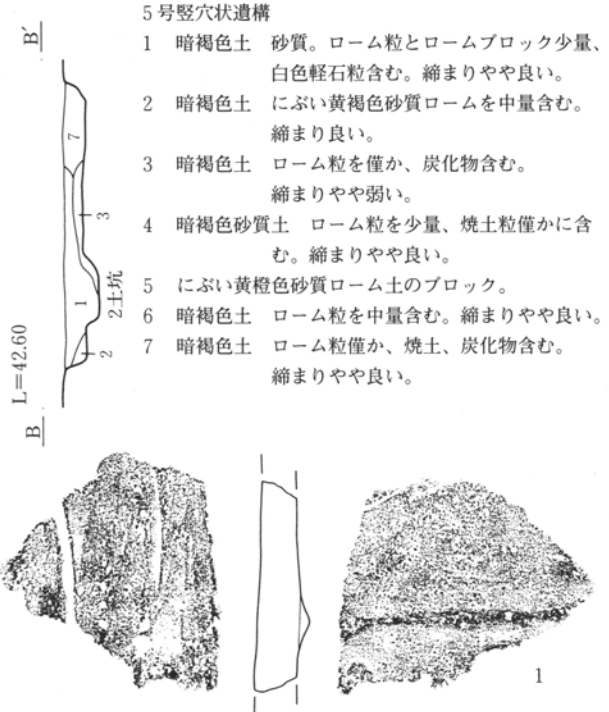 5号竪穴状遺構
1 暗褐色土 砂質。ローム粒とロームブロック少量、
白色軽石粒含む。締まりやや良い。
2 暗褐色土 にぶい黄褐色砂質ロームを中量含む。
締まり良い。
3 暗褐色土 ローム粒を僅か、炭化物含む。
締まりやや弱い。
4 暗褐色砂質土 ローム粒を少量、焼土粒僅かに含
む。締まりやや良い。
5 にぶい黄橙色砂質ローム土のブロック。
6 暗褐色土 ローム粒を中量含む。締まりやや良い。
7 暗褐色土 ローム粒僅か、焼土、炭化物含む。
締まりやや良い。
B′
7
3
1
2土坑
2
L=42.60
B
1